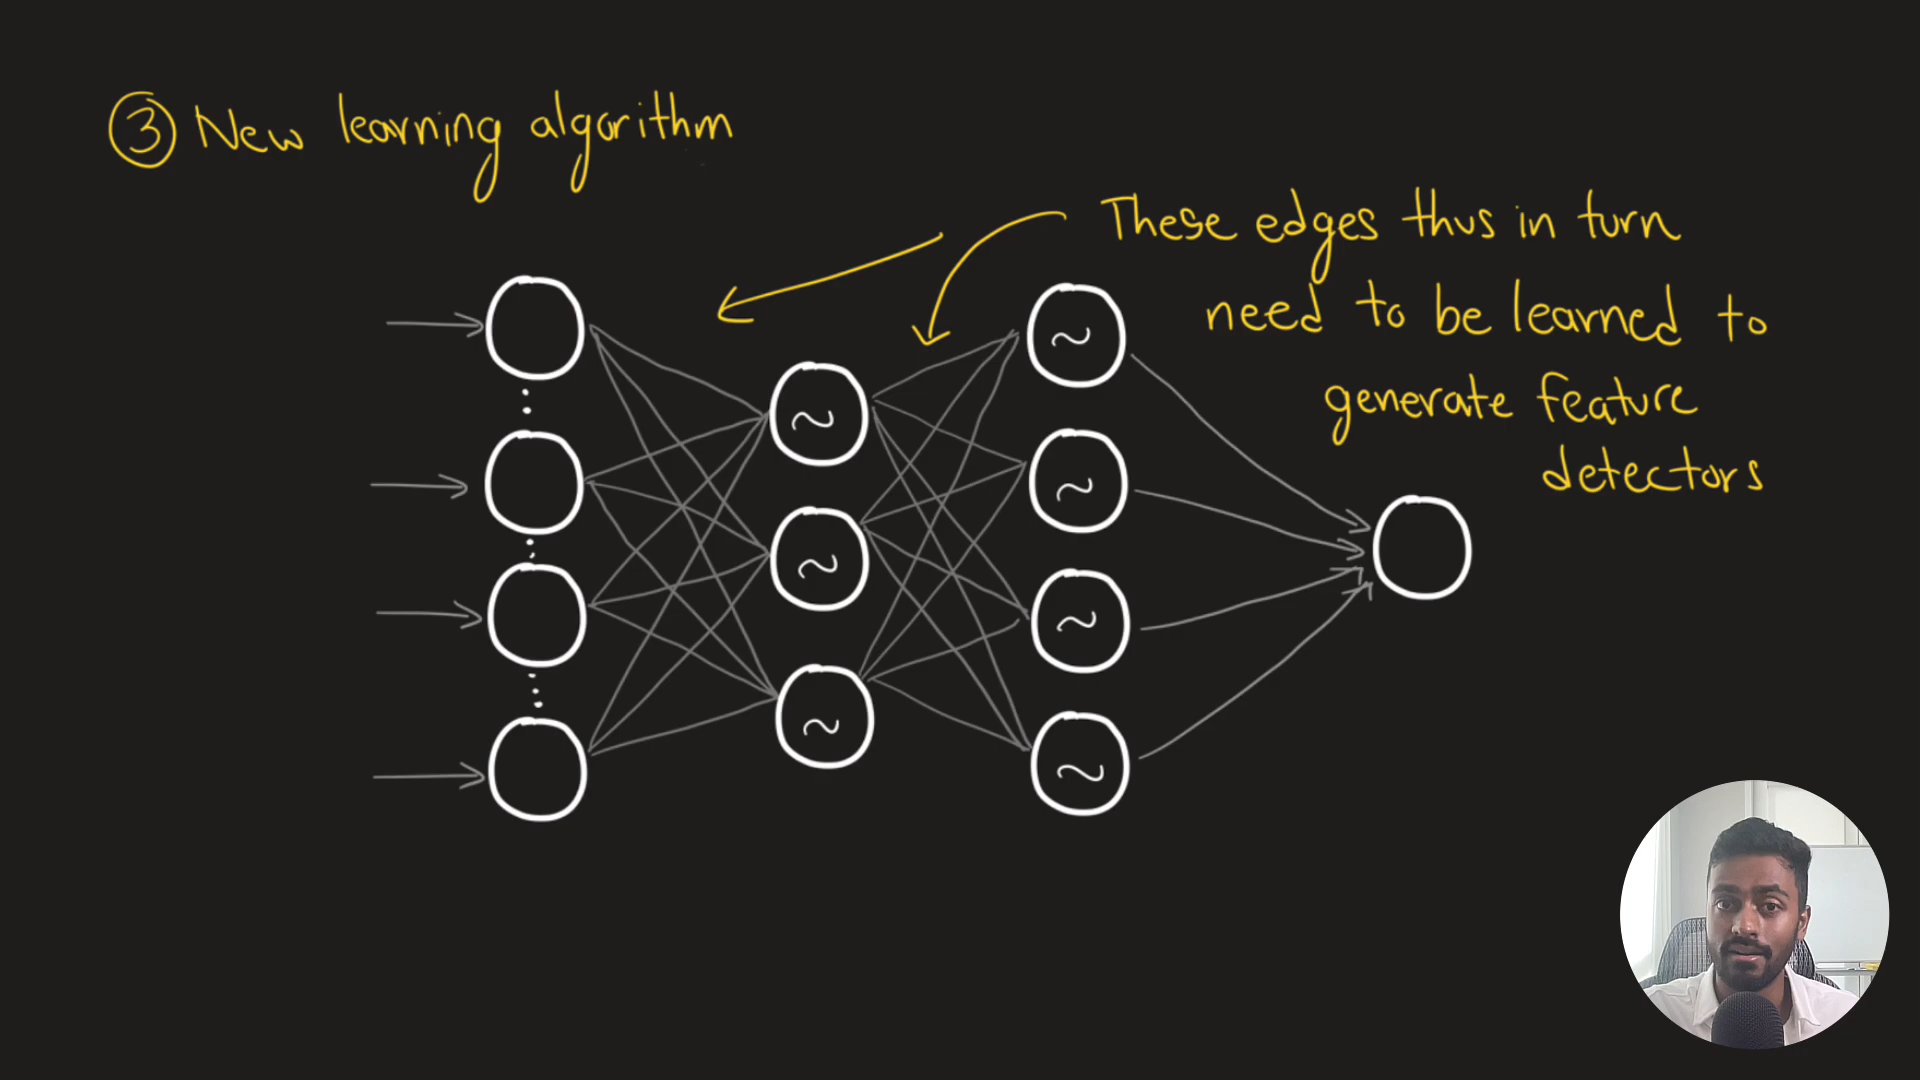 ③ New learning algorithm
These edges thus in turn
need to be learned to
generate feature
detectors
~
~
~
~
~
~
~